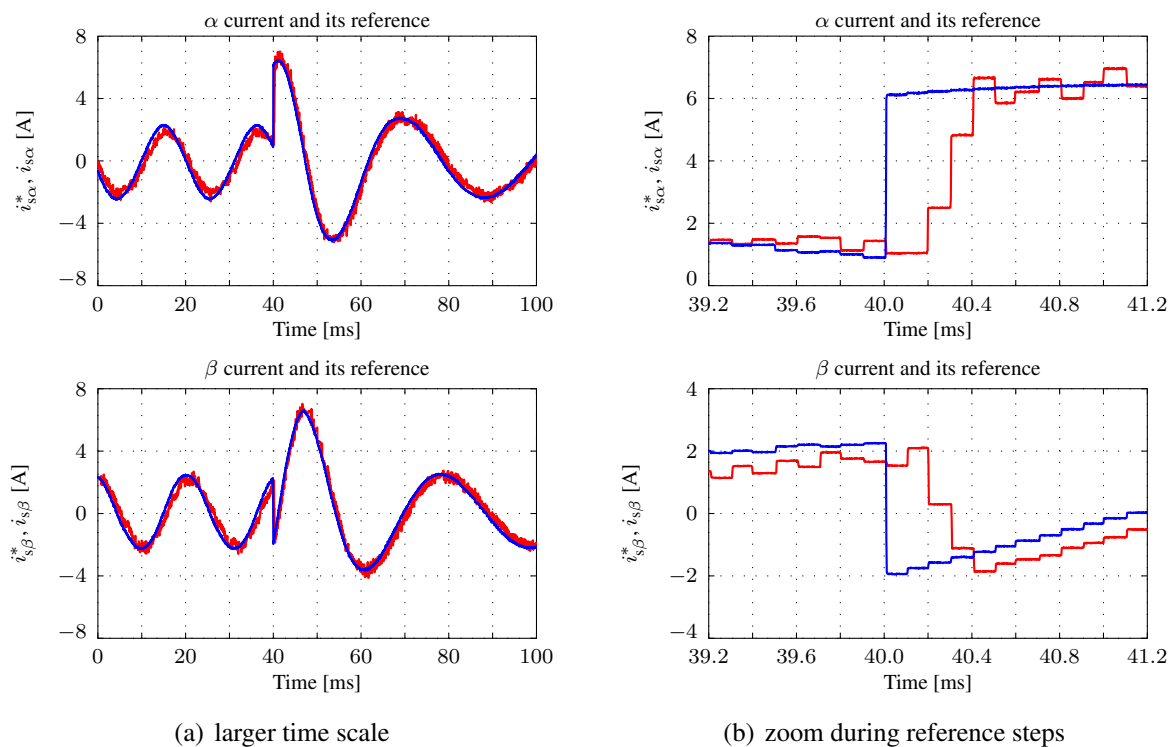 α current and its reference
8
4
0
−4
−8
i*sα, isα [A]
0 20 40 60 80 100
Time [ms]
α current and its reference
8
6
4
2
0
i*sα, isα [A]
39.2 39.6 40.0 40.4 40.8 41.2
Time [ms]
β current and its reference
8
4
0
−4
−8
i*sβ, isβ [A]
0 20 40 60 80 100
Time [ms]
β current and its reference
4
2
0
−2
−4
i*sβ, isβ [A]
39.2 39.6 40.0 40.4 40.8 41.2
Time [ms]
(a) larger time scale
(b) zoom during reference steps